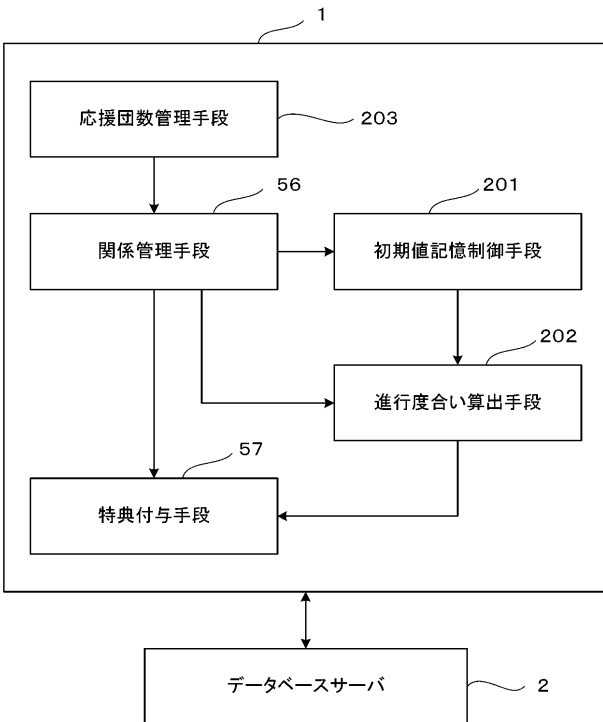 1
応援団数管理手段
203
56
201
関係管理手段
初期値記憶制御手段
202
進行度合い算出手段
57
特典付与手段
データベースサーバ
2